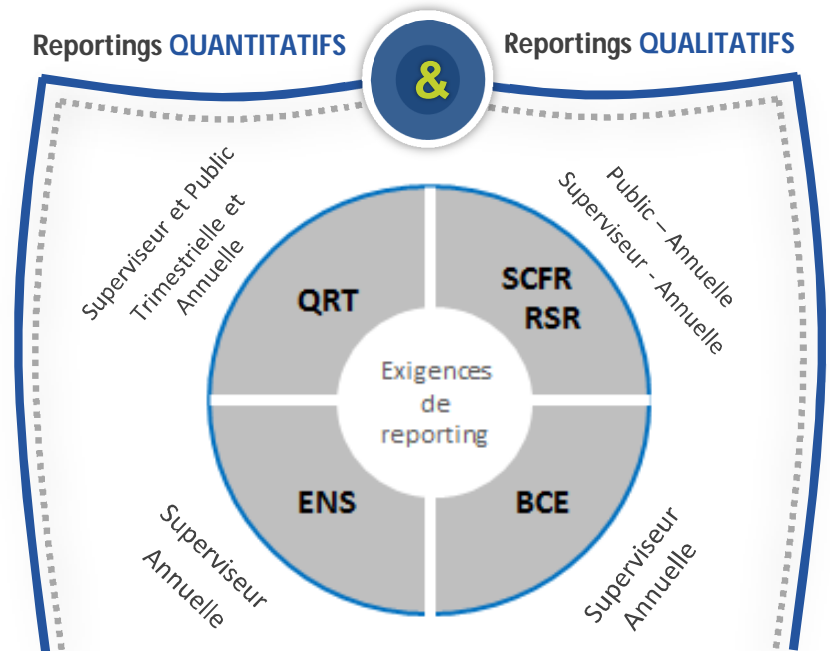 Reportings QUANTITATIFS
&
Reportings QUALITATIFS
Superviseur et Public
Trimestrielle et
Annuelle
Public – Annuelle
Superviseur - Annuelle
QRT
SCFR
RSR
Exigences
de
reporting
ENS
BCE
Superviseur
Annuelle
Superviseur
Annuelle